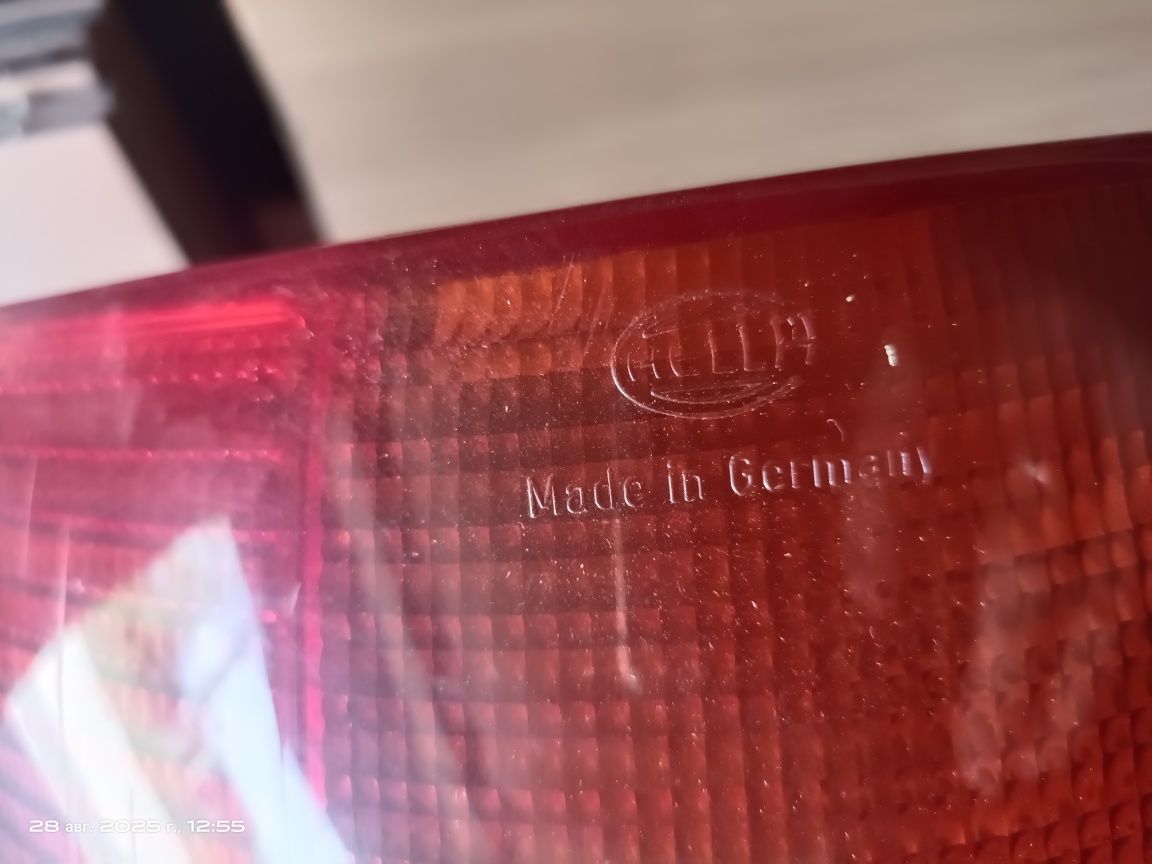 HELLA
Made in Germany
28 авг. 2025 г., 12:55